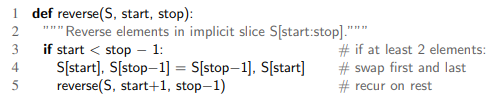 1 def reverse(S, start, stop):
2 """Reverse elements in implicit slice S[start:stop]."""
3 if start < stop − 1: # if at least 2 elements:
4 S[start], S[stop−1] = S[stop−1], S[start] # swap first and last
5 reverse(S, start+1, stop−1) # recur on rest